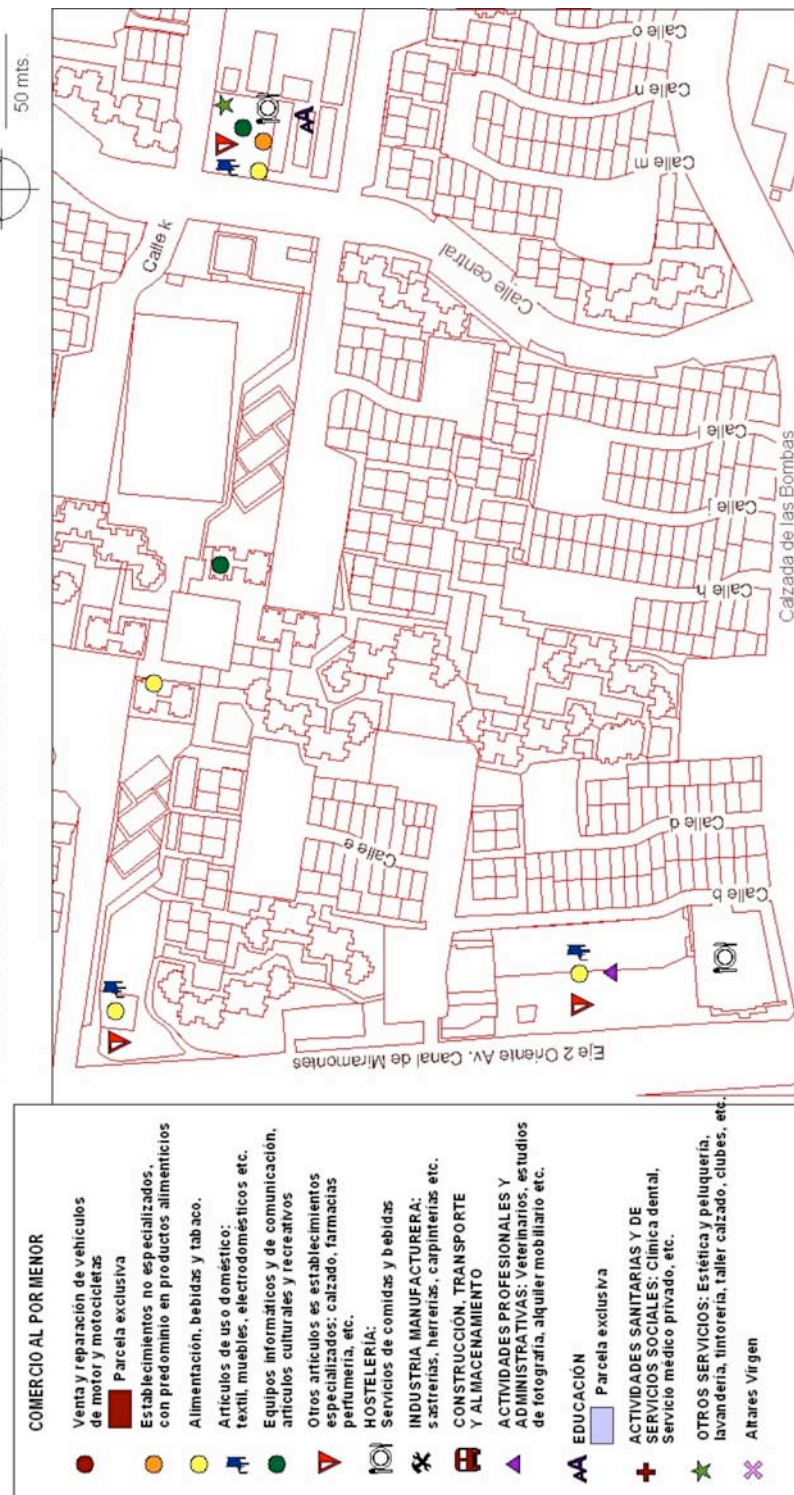 COMERCIO AL POR MENOR
Venta y reparación de vehículos
de motor y motocicletas
Parcela exclusiva
Establecimientos no especializados,
con predominio en productos alimenticios
Alimentación, bebidas y tabaco.
Artículos de uso doméstico:
textil, muebles, electrodomésticos etc.
Equipos informáticos y de comunicación,
artículos culturales y recreativos
Otros artículos es establecimientos
especializados: calzado, farmacias
perfumería, etc.
HOSTELERÍA:
Servicios de comidas y bebidas
INDUSTRIA MANUFACTURERA:
sastrerias, herrerias, carpinterias etc.
CONSTRUCCIÓN, TRANSPORTE
Y ALMACENAMIENTO
ACTIVIDADES PROFESIONALES Y
ADMINISTRATIVAS: Veterinarios, estudios
de fotografía, alquiler mobiliario etc.
EDUCACIÓN
Parcela exclusiva
ACTIVIDADES SANITARIAS Y DE
SERVICIOS SOCIALES: Clínica dental,
Servicio médico privado, etc.
OTROS SERVICIOS: Estética y peluquería,
lavandería, tintorería, taller calzado, clubes, etc.
Altares Virgen
50 mts.
Calle k
Calle central
Calle o
Calle n
Calle m
Calle l
Calle j
Calle h
Calle e
Calle d
Calle b
Eje 2 Oriente Av. Canal de Miramontes
Calzada de las Bombas